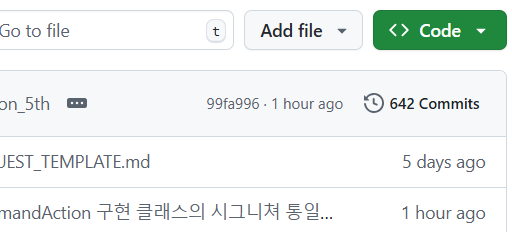 Go to file t Add file Code
on_5th 99fa996 · 1 hour ago 642 Commits
UEST_TEMPLATE.md 5 days ago
mandAction 구현 클래스의 시그니쳐 통일... 1 hour ago